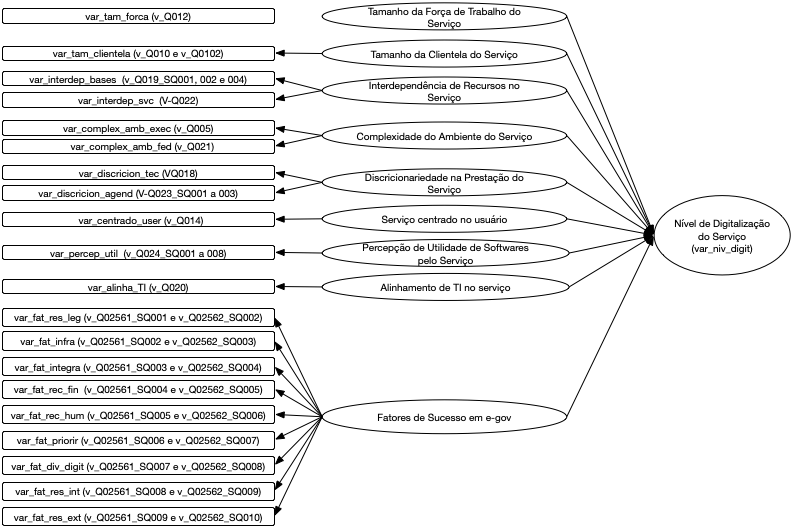 var_tam_forca (v_Q012)
Tamanho da Força de Trabalho do
Serviço
var_tam_clientela (v_Q010 e v_Q0102)
Tamanho da Clientela do Serviço
var_interdep_bases (v_Q019_SQ001, 002 e 004)
var_interdep_svc (V-Q022)
Interdependência de Recursos no
Serviço
var_complex_amb_exec (v_Q005)
var_complex_amb_fed (v_Q021)
Complexidade do Ambiente do Serviço
var_discricion_tec (VQ018)
var_discricion_agend (V-Q023_SQ001 a 003)
Discricionariedade na Prestação do
Serviço
var_centrado_user (v_Q014)
Serviço centrado no usuário
var_percep_util (v_Q024_SQ001 a 008)
Percepção de Utilidade de Softwares
pelo Serviço
var_alinha_TI (v_Q020)
Alinhamento de TI no serviço
Nível de Digitalização
do Serviço
(var_niv_digit)
var_fat_res_leg (v_Q02561_SQ001 e v_Q02562_SQ002)
var_fat_infra (v_Q02561_SQ002 e v_Q02562_SQ003)
var_fat_integra (v_Q02561_SQ003 e v_Q02562_SQ004)
var_fat_rec_fin (v_Q02561_SQ004 e v_Q02562_SQ005)
var_fat_rec_hum (v_Q02561_SQ005 e v_Q02562_SQ006)
var_fat_priorir (v_Q02561_SQ006 e v_Q02562_SQ007)
var_fat_div_digit (v_Q02561_SQ007 e v_Q02562_SQ008)
var_fat_res_int (v_Q02561_SQ008 e v_Q02562_SQ009)
var_fat_res_ext (v_Q02561_SQ009 e v_Q02562_SQ010)
Fatores de Sucesso em e-gov